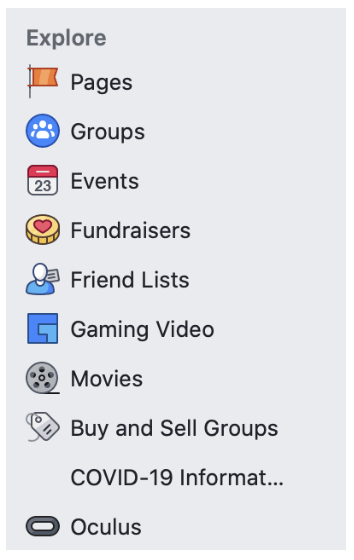 Explore
Pages
Groups
23
Events
Fundraisers
Friend Lists
Gaming Video
Movies
Buy and Sell Groups
COVID-19 Informat...
Oculus